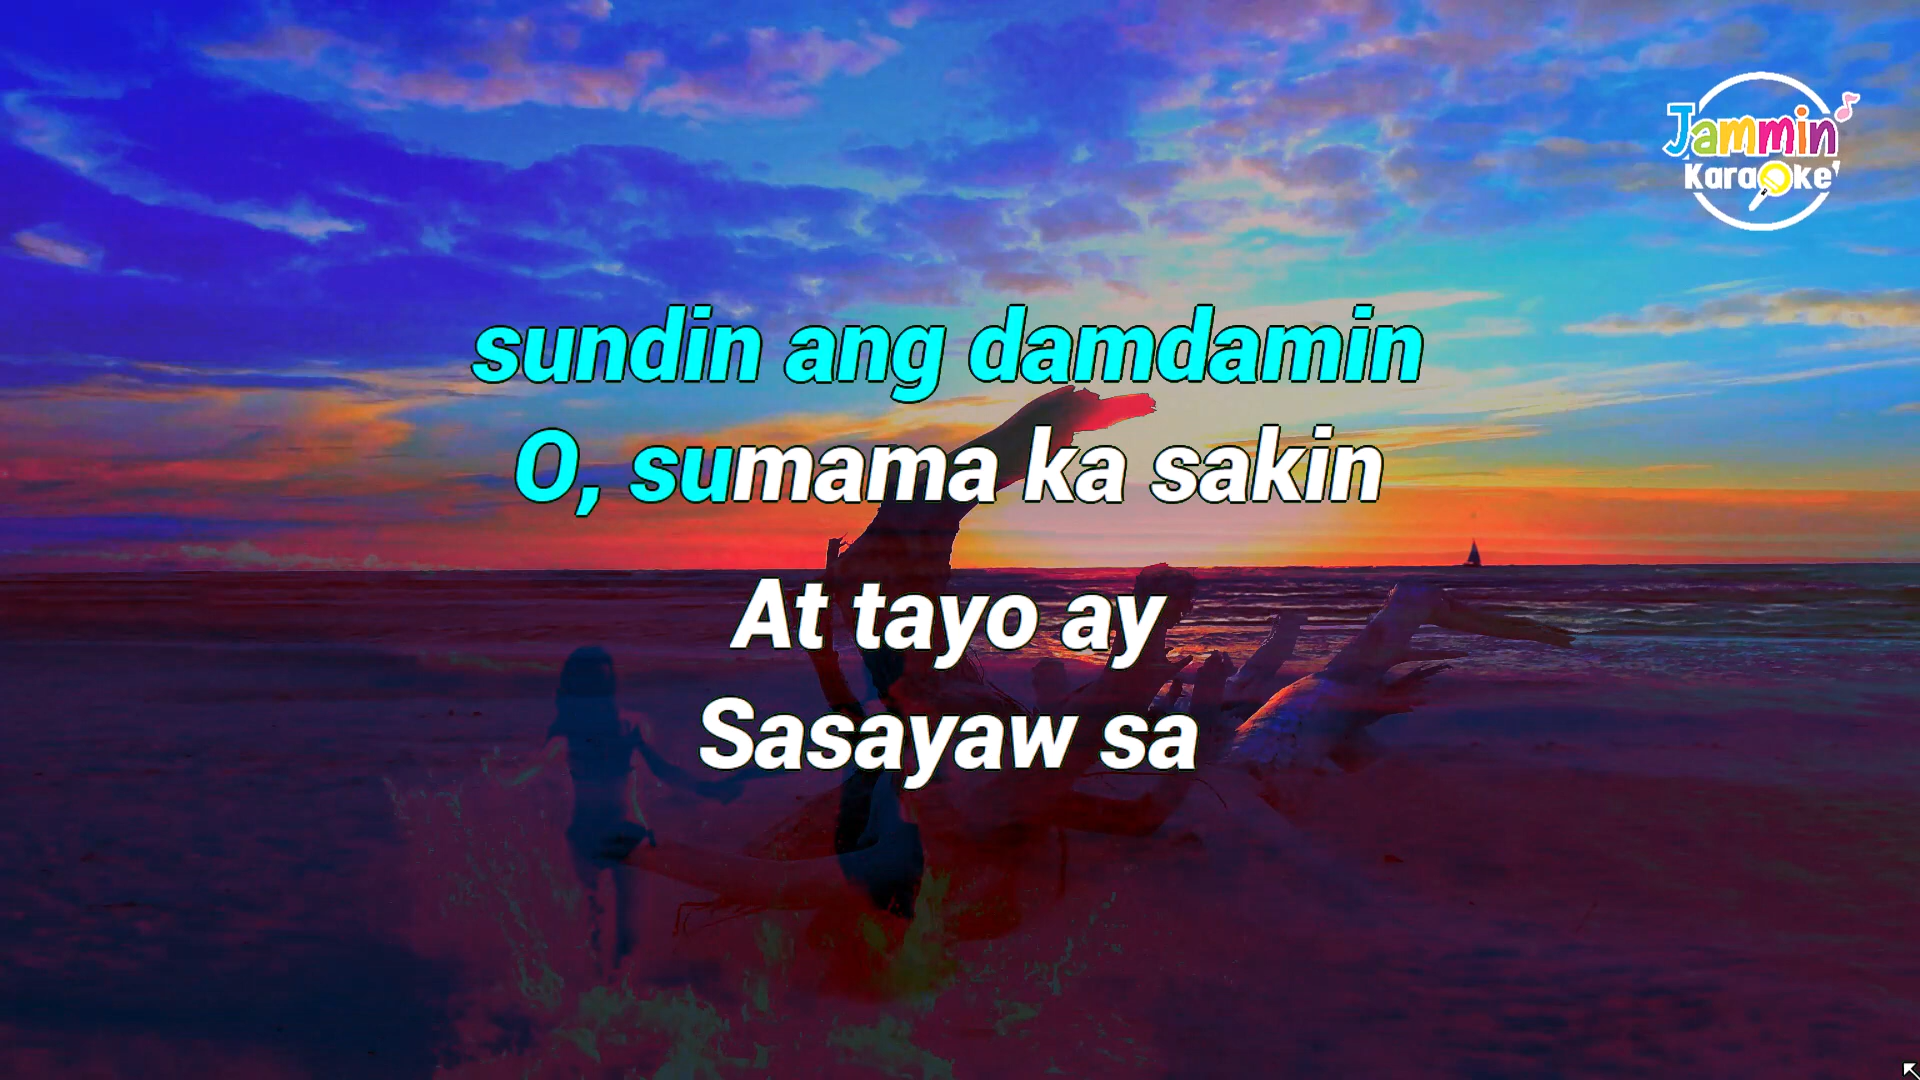 Jammin'
Karaoke
sundin ang damdamin
O, sumama ka sakin
At tayo ay
Sasayaw sa